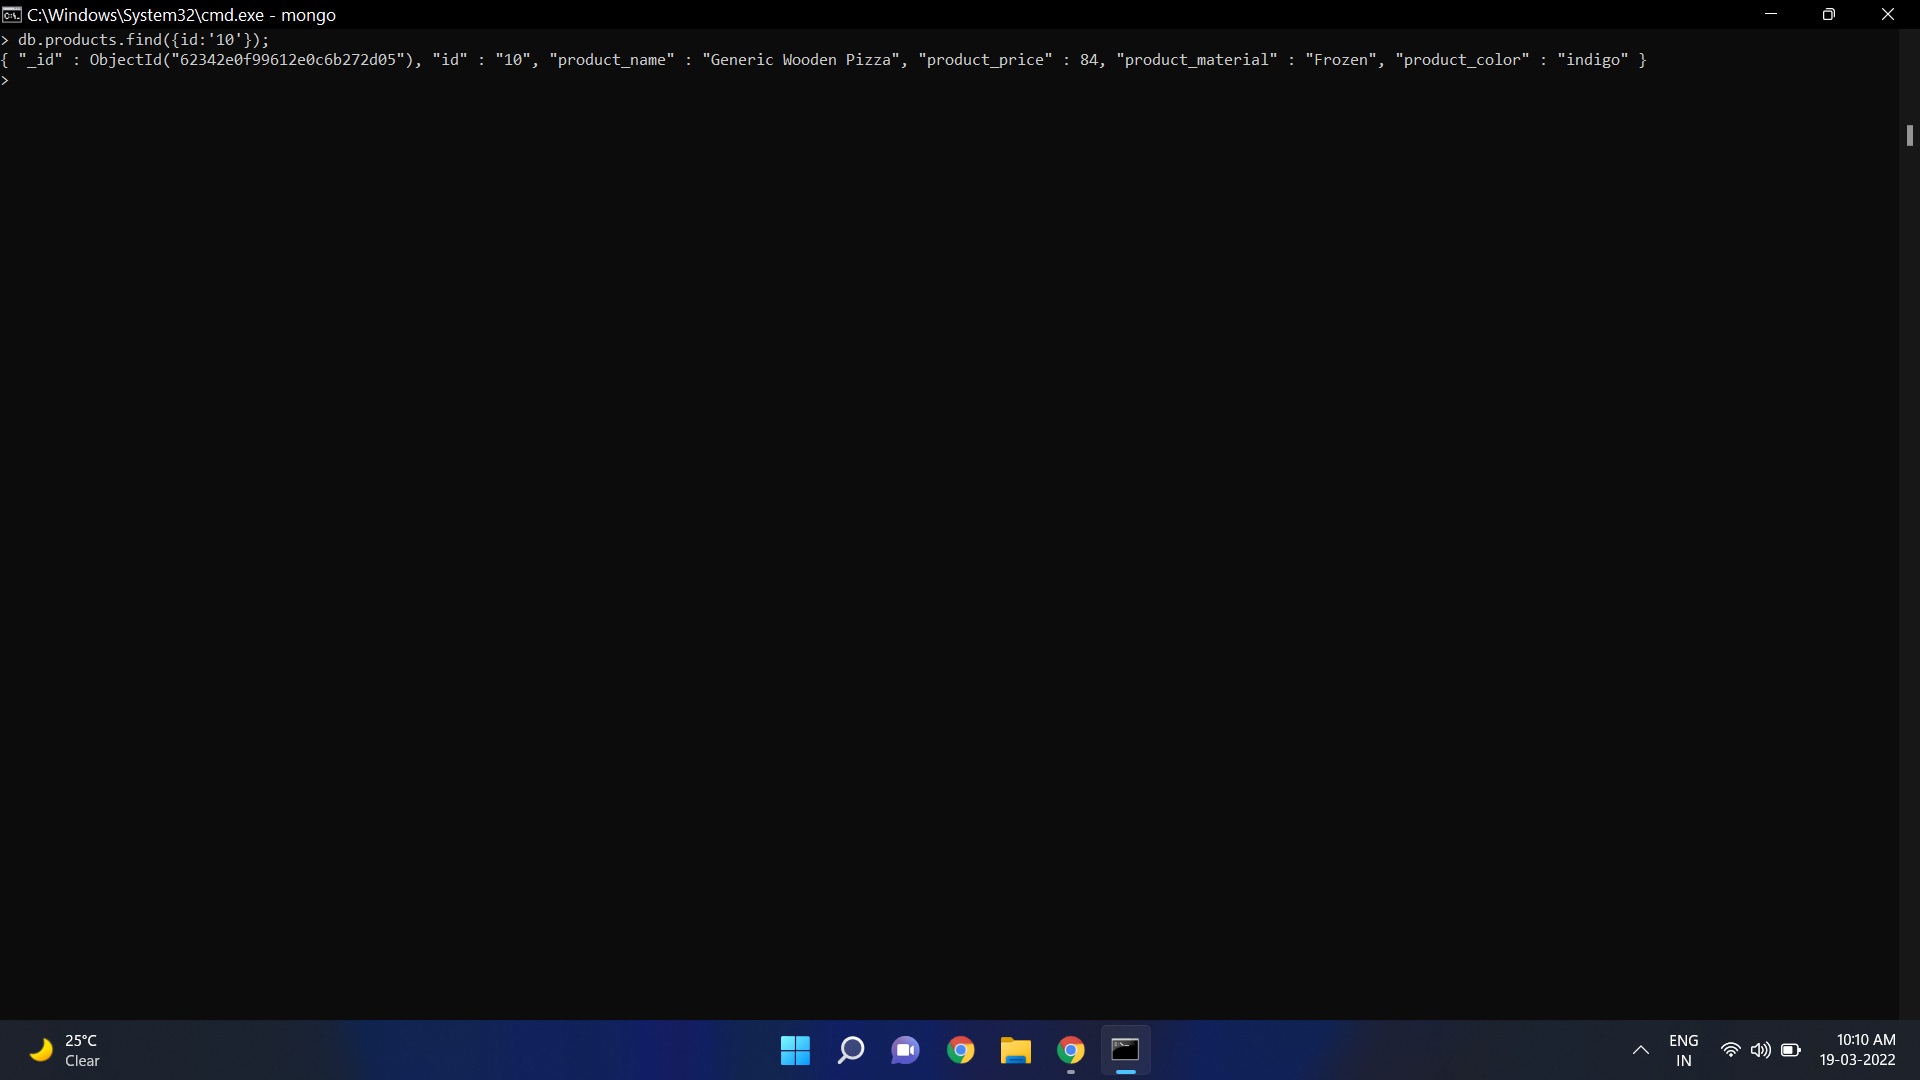 C:\Windows\System32\cmd.exe - mongo
> db.products.find({id:'10'});
{ "_id" : ObjectId("62342e0f99612e0c6b272d05"), "id" : "10", "product_name" : "Generic Wooden Pizza", "product_price" : 84, "product_material" : "Frozen", "product_color" : "indigo" }
>
25°C
Clear
ENG
IN
10:10 AM
19-03-2022